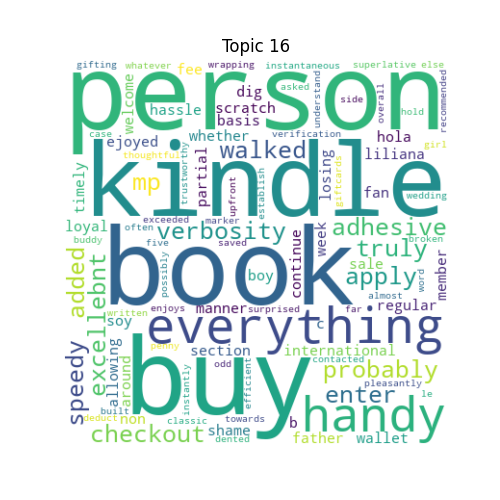 Topic 16
gifting whatever fee wrapping instantaneous superlative else
person
asked
understand
side
overall
hold
recommended
welcome
hassle
dig
scratch
basis
whether
verification
hola
case
ejoyed
walked
liliana
girl
thoughtful
timely
kindle
mp
trustworthy
partial
upfront
establish
losing
giftcards
fan
wedding
exceeded
marker
loyal
often
verbosity
adhesive
buddy
five
saved
broken
book
truly
added
excellebnt
possibly
boy
continue
week
sale
apply
member
word
almost
written
enjoys
manner
surprised
far
regular
soy
everything
c
penny
section
international
speedy
allowing
around
odd
contacted
probably
instantly
efficient
buy
pleasantly
built
classic
towards
enter
le
deduct
non
b
handy
checkout
shame
dented
father
wallet